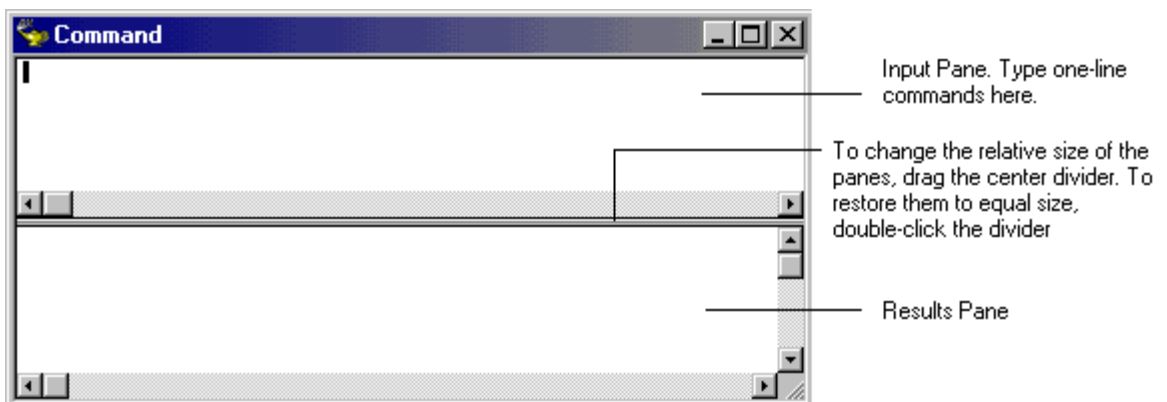 Command
Input Pane. Type one-line
commands here.
To change the relative size of the
panes, drag the center divider. To
restore them to equal size,
double-click the divider
Results Pane